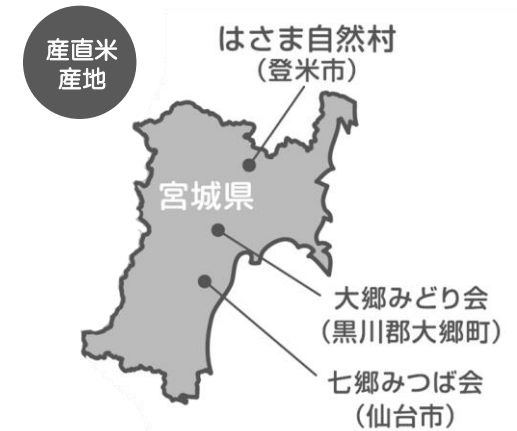 産直米
産地
はさま自然村
（登米市）
宮城県
大郷みどり会
（黒川郡大郷町）
七郷みつば会
（仙台市）